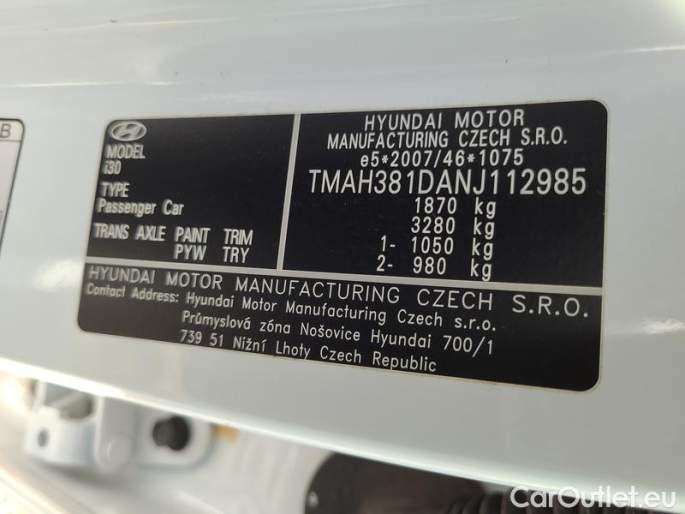 B
MODEL
i30
TYPE
Passenger Car
TRANS AXLE PAINT TRIM
PYW TRY
HYUNDAI MOTOR
MANUFACTURING CZECH S.R.O.
e5*2007/46*1075
TMAH381DANJ112985
1870 kg
3280 kg
1- 1050 kg
2- 980 kg
HYUNDAI MOTOR MANUFACTURING CZECH S.R.O.
Contact Address: Hyundai Motor Manufacturing Czech s.r.o.
Průmyslová zóna Nošovice Hyundai 700/1
739 51 Nižní Lhoty Czech Republic
CarOutlet.eu